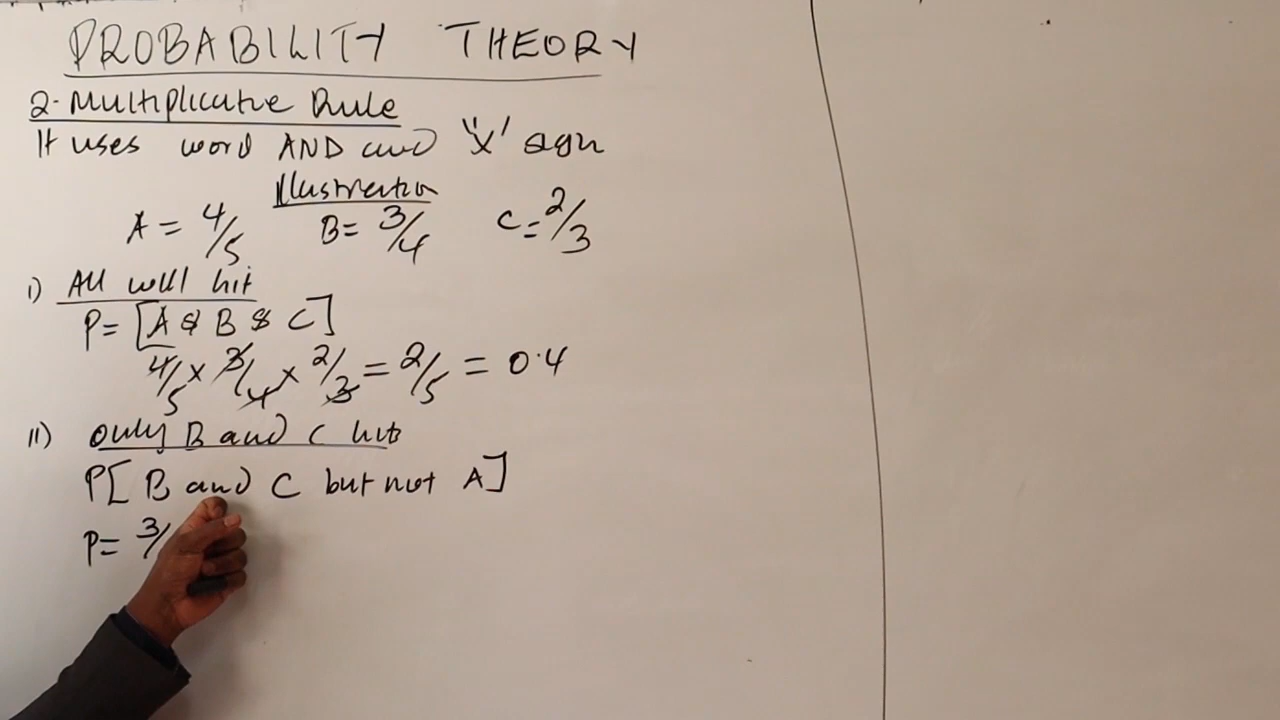 PROBABILITY THEORY
2. Multiplicative Rule
It uses word AND and "X" sign
Illustration
A = 4/5 B = 3/4 C = 2/3
i) All will hit
P = [A & B & C]
4/5 x 3/4 x 2/3 = 2/5 = 0.4
ii) only B and C hits
P[B and C but not A]
P = 3/